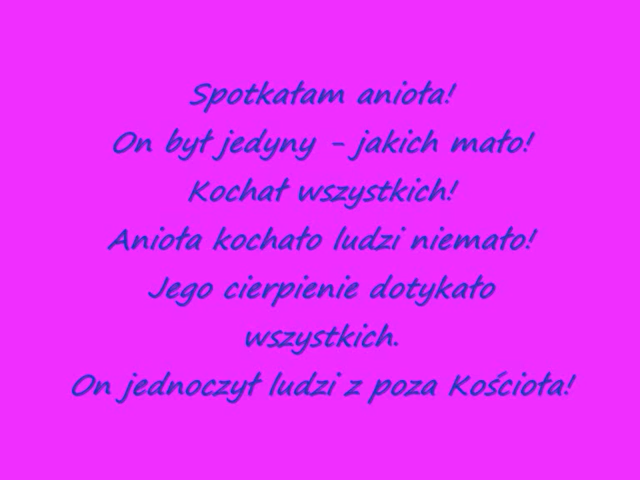 Spotkałam anioła!
On był jedyny - jakich mało!
Kochał wszystkich!
Anioła kochało ludzi niemało!
Jego cierpienie dotykało
wszystkich.
On jednoczył ludzi z poza Kościoła!